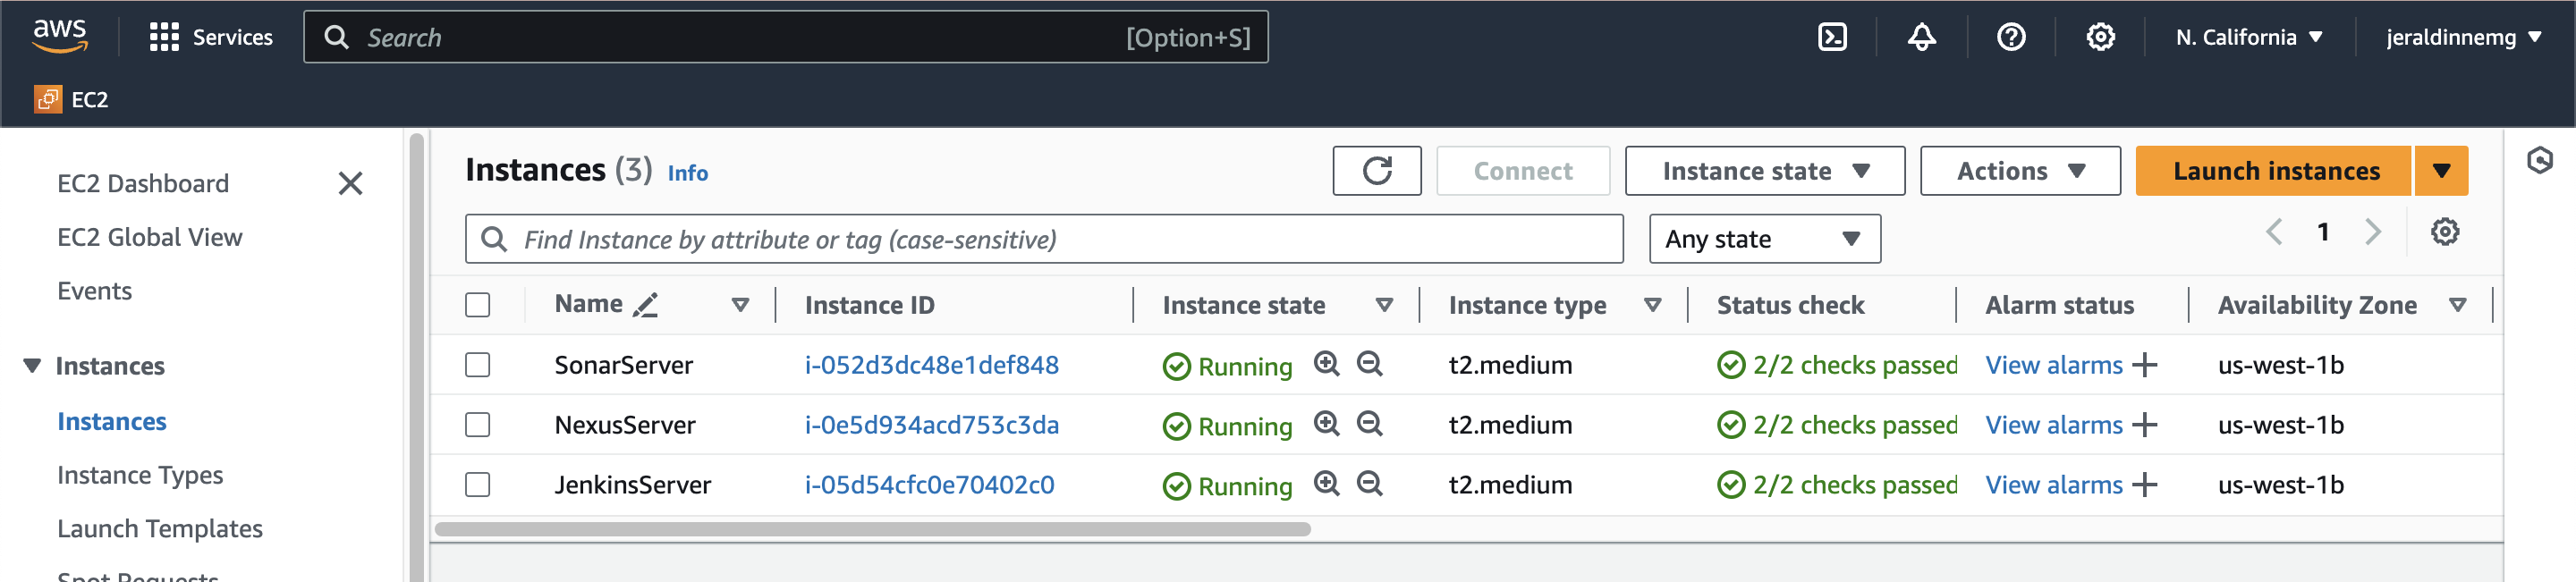 aws
Services
Search [Option+S]
N. California
jeraldinnemg
EC2
EC2 Dashboard
EC2 Global View
Events
Instances
Instances
Instance Types
Launch Templates
Spot Requests
Instances (3) Info
Connect
Instance state
Actions
Launch instances
Find Instance by attribute or tag (case-sensitive)
Any state
1
Name Instance ID Instance state Instance type Status check Alarm status Availability Zone
SonarServer i-052d3dc48e1def848 Running t2.medium 2/2 checks passed View alarms us-west-1b
NexusServer i-0e5d934acd753c3da Running t2.medium 2/2 checks passed View alarms us-west-1b
JenkinsServer i-05d54cfc0e70402c0 Running t2.medium 2/2 checks passed View alarms us-west-1b